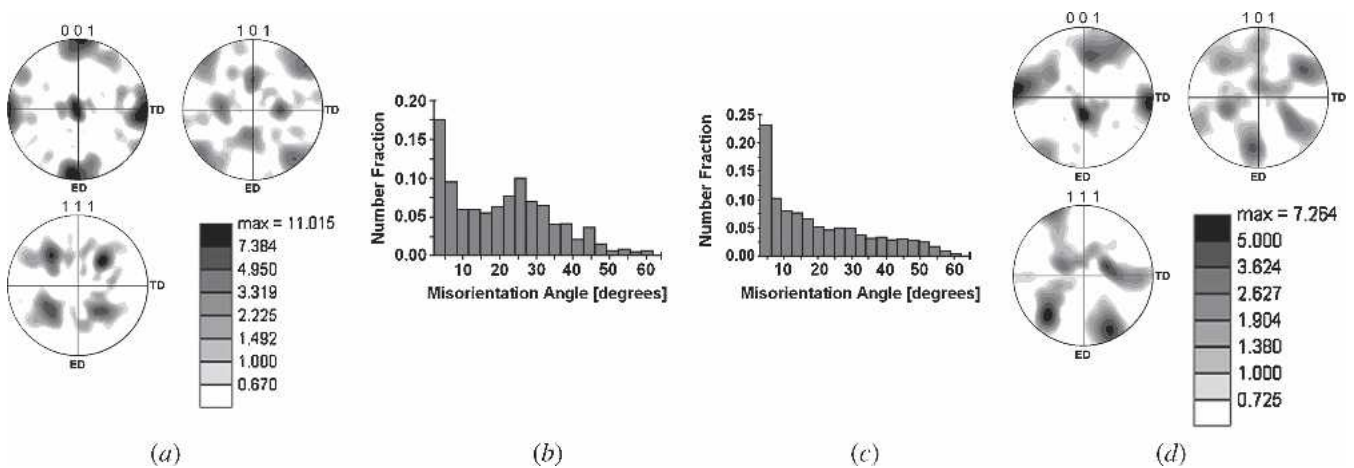 0 0 1
TD
ED
1 0 1
TD
ED
1 1 1
TD
ED
max = 11.015
7.384
4.950
3.319
2.225
1.492
1.000
0.670
(a)
Number Fraction
0.20
0.15
0.10
0.05
0.00
10 20 30 40 50 60
Misorientation Angle [degrees]
(b)
Number Fraction
0.25
0.20
0.15
0.10
0.05
0.00
10 20 30 40 50 60
Misorientation Angle [degrees]
(c)
0 0 1
TD
ED
1 0 1
TD
ED
1 1 1
TD
ED
max = 7.264
5.000
3.624
2.627
1.904
1.380
1.000
0.725
(d)